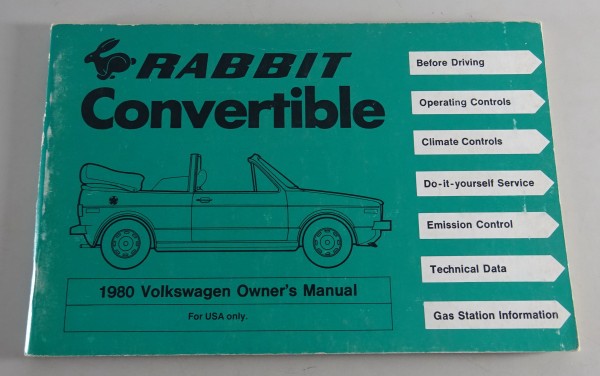 RABBIT
Convertible
1980 Volkswagen Owner's Manual
For USA only.
Before Driving
Operating Controls
Climate Controls
Do-it-yourself Service
Emission Control
Technical Data
Gas Station Information